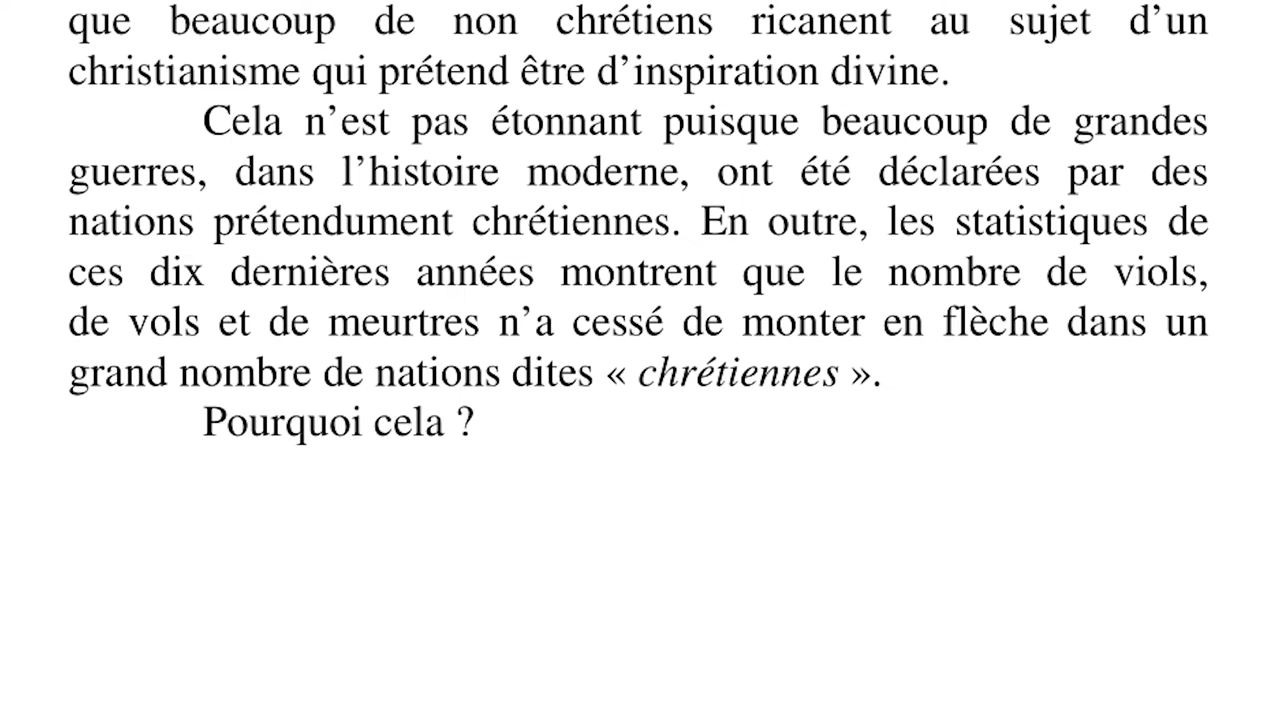 que beaucoup de non chrétiens ricanent au sujet d’un
christianisme qui prétend être d’inspiration divine.
Cela n’est pas étonnant puisque beaucoup de grandes
guerres, dans l’histoire moderne, ont été déclarées par des
nations prétendument chrétiennes. En outre, les statistiques de
ces dix dernières années montrent que le nombre de viols,
de vols et de meurtres n’a cessé de monter en flèche dans un
grand nombre de nations dites « chrétiennes ».
Pourquoi cela ?